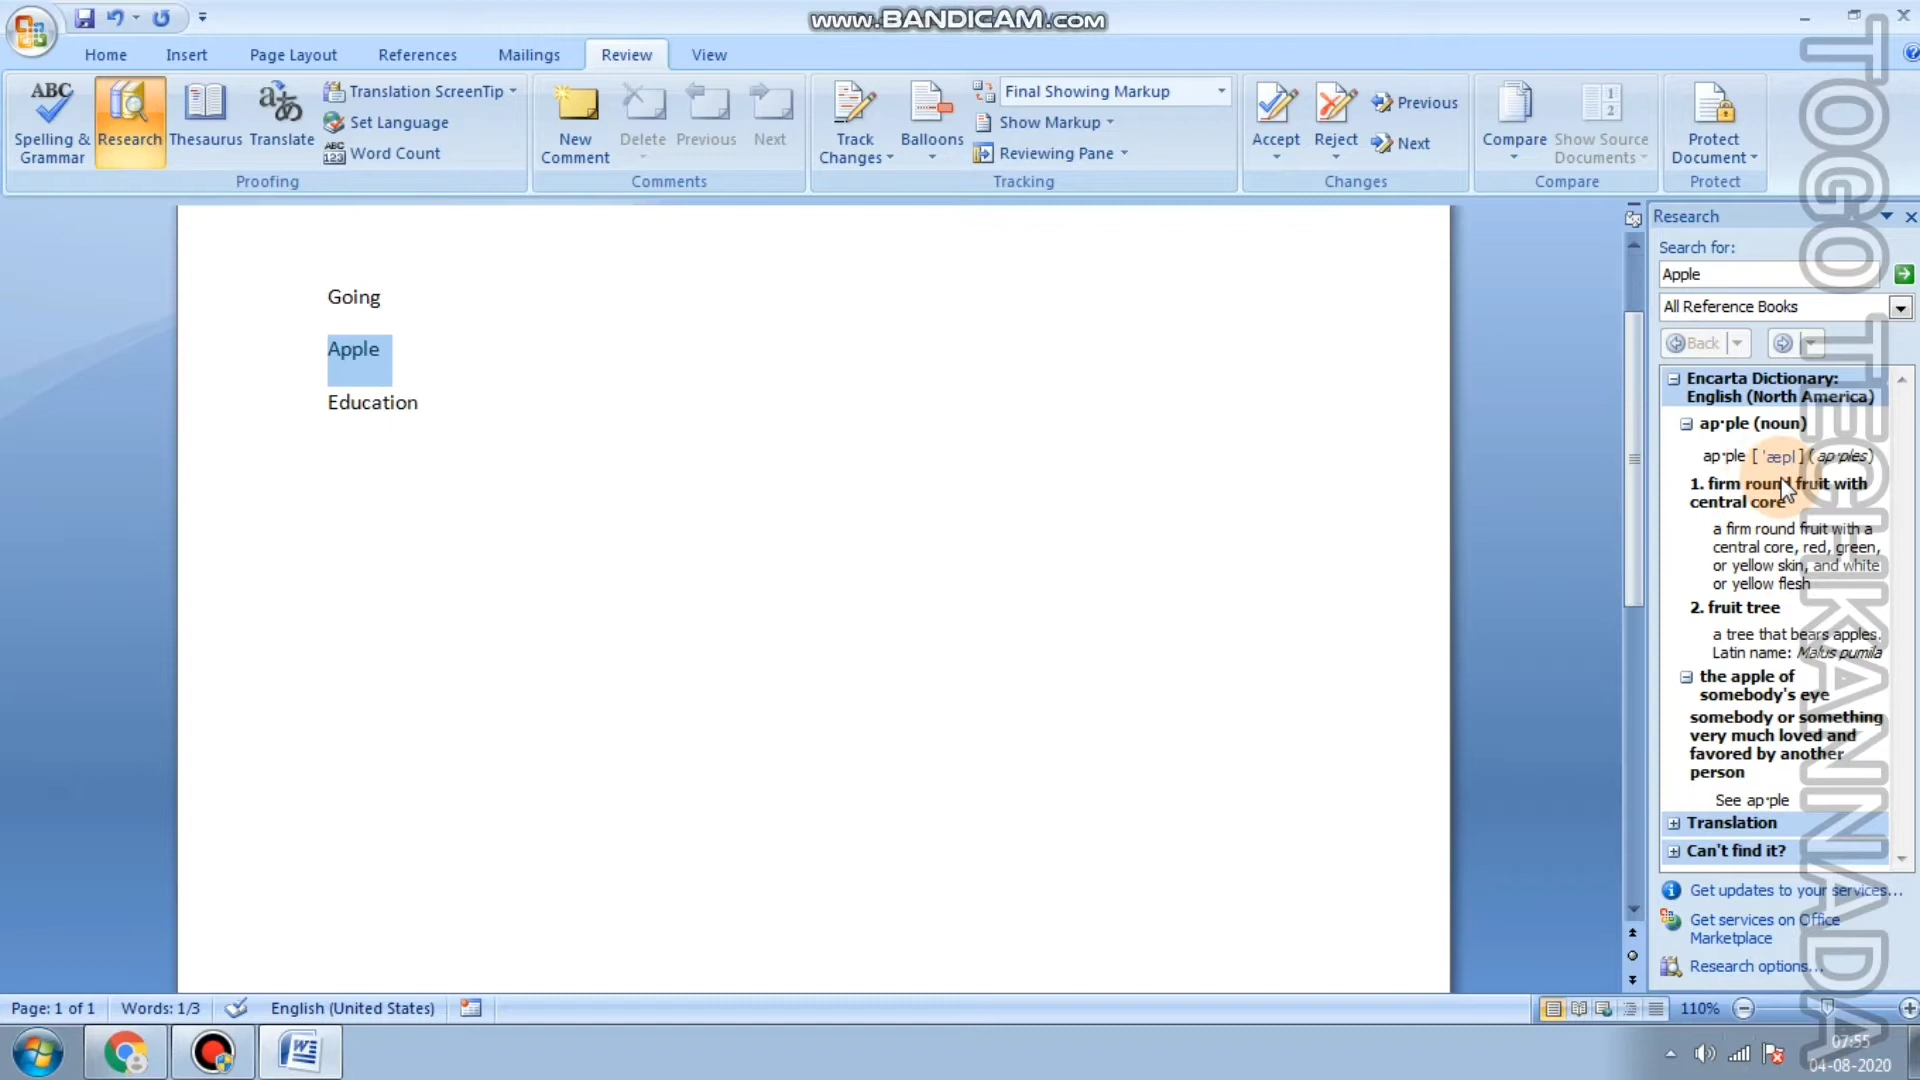 www.BANDICAM.com
Home Insert Page Layout References Mailings Review View
ABC
Spelling & Grammar
Research
Thesaurus
Translate
Translation ScreenTip
Set Language
Word Count
Proofing
New Comment
Delete
Previous
Next
Comments
Track Changes
Balloons
Final Showing Markup
Show Markup
Reviewing Pane
Tracking
Accept
Reject
Previous
Next
Changes
Compare
Show Source Documents
Compare
Protect Document
Protect
Going
Apple
Education
Research
Search for:
Apple
All Reference Books
Back
Encarta Dictionary:
English (North America)
ap·ple (noun)
ap·ple [ 'æpl ] ( ap·ples)
1. firm round fruit with
central core
a firm round fruit with a
central core, red, green,
or yellow skin, and white
or yellow flesh
2. fruit tree
a tree that bears apples.
Latin name: Malus pumila
the apple of
somebody's eye
somebody or something
very much loved and
favored by another
person
See ap·ple
Translation
Can't find it?
Get updates to your services...
Get services on Office
Marketplace
Research options...
TOGO TECH KANNADA
Page: 1 of 1 Words: 1/3 English (United States) 110%
07:55
04-08-2020